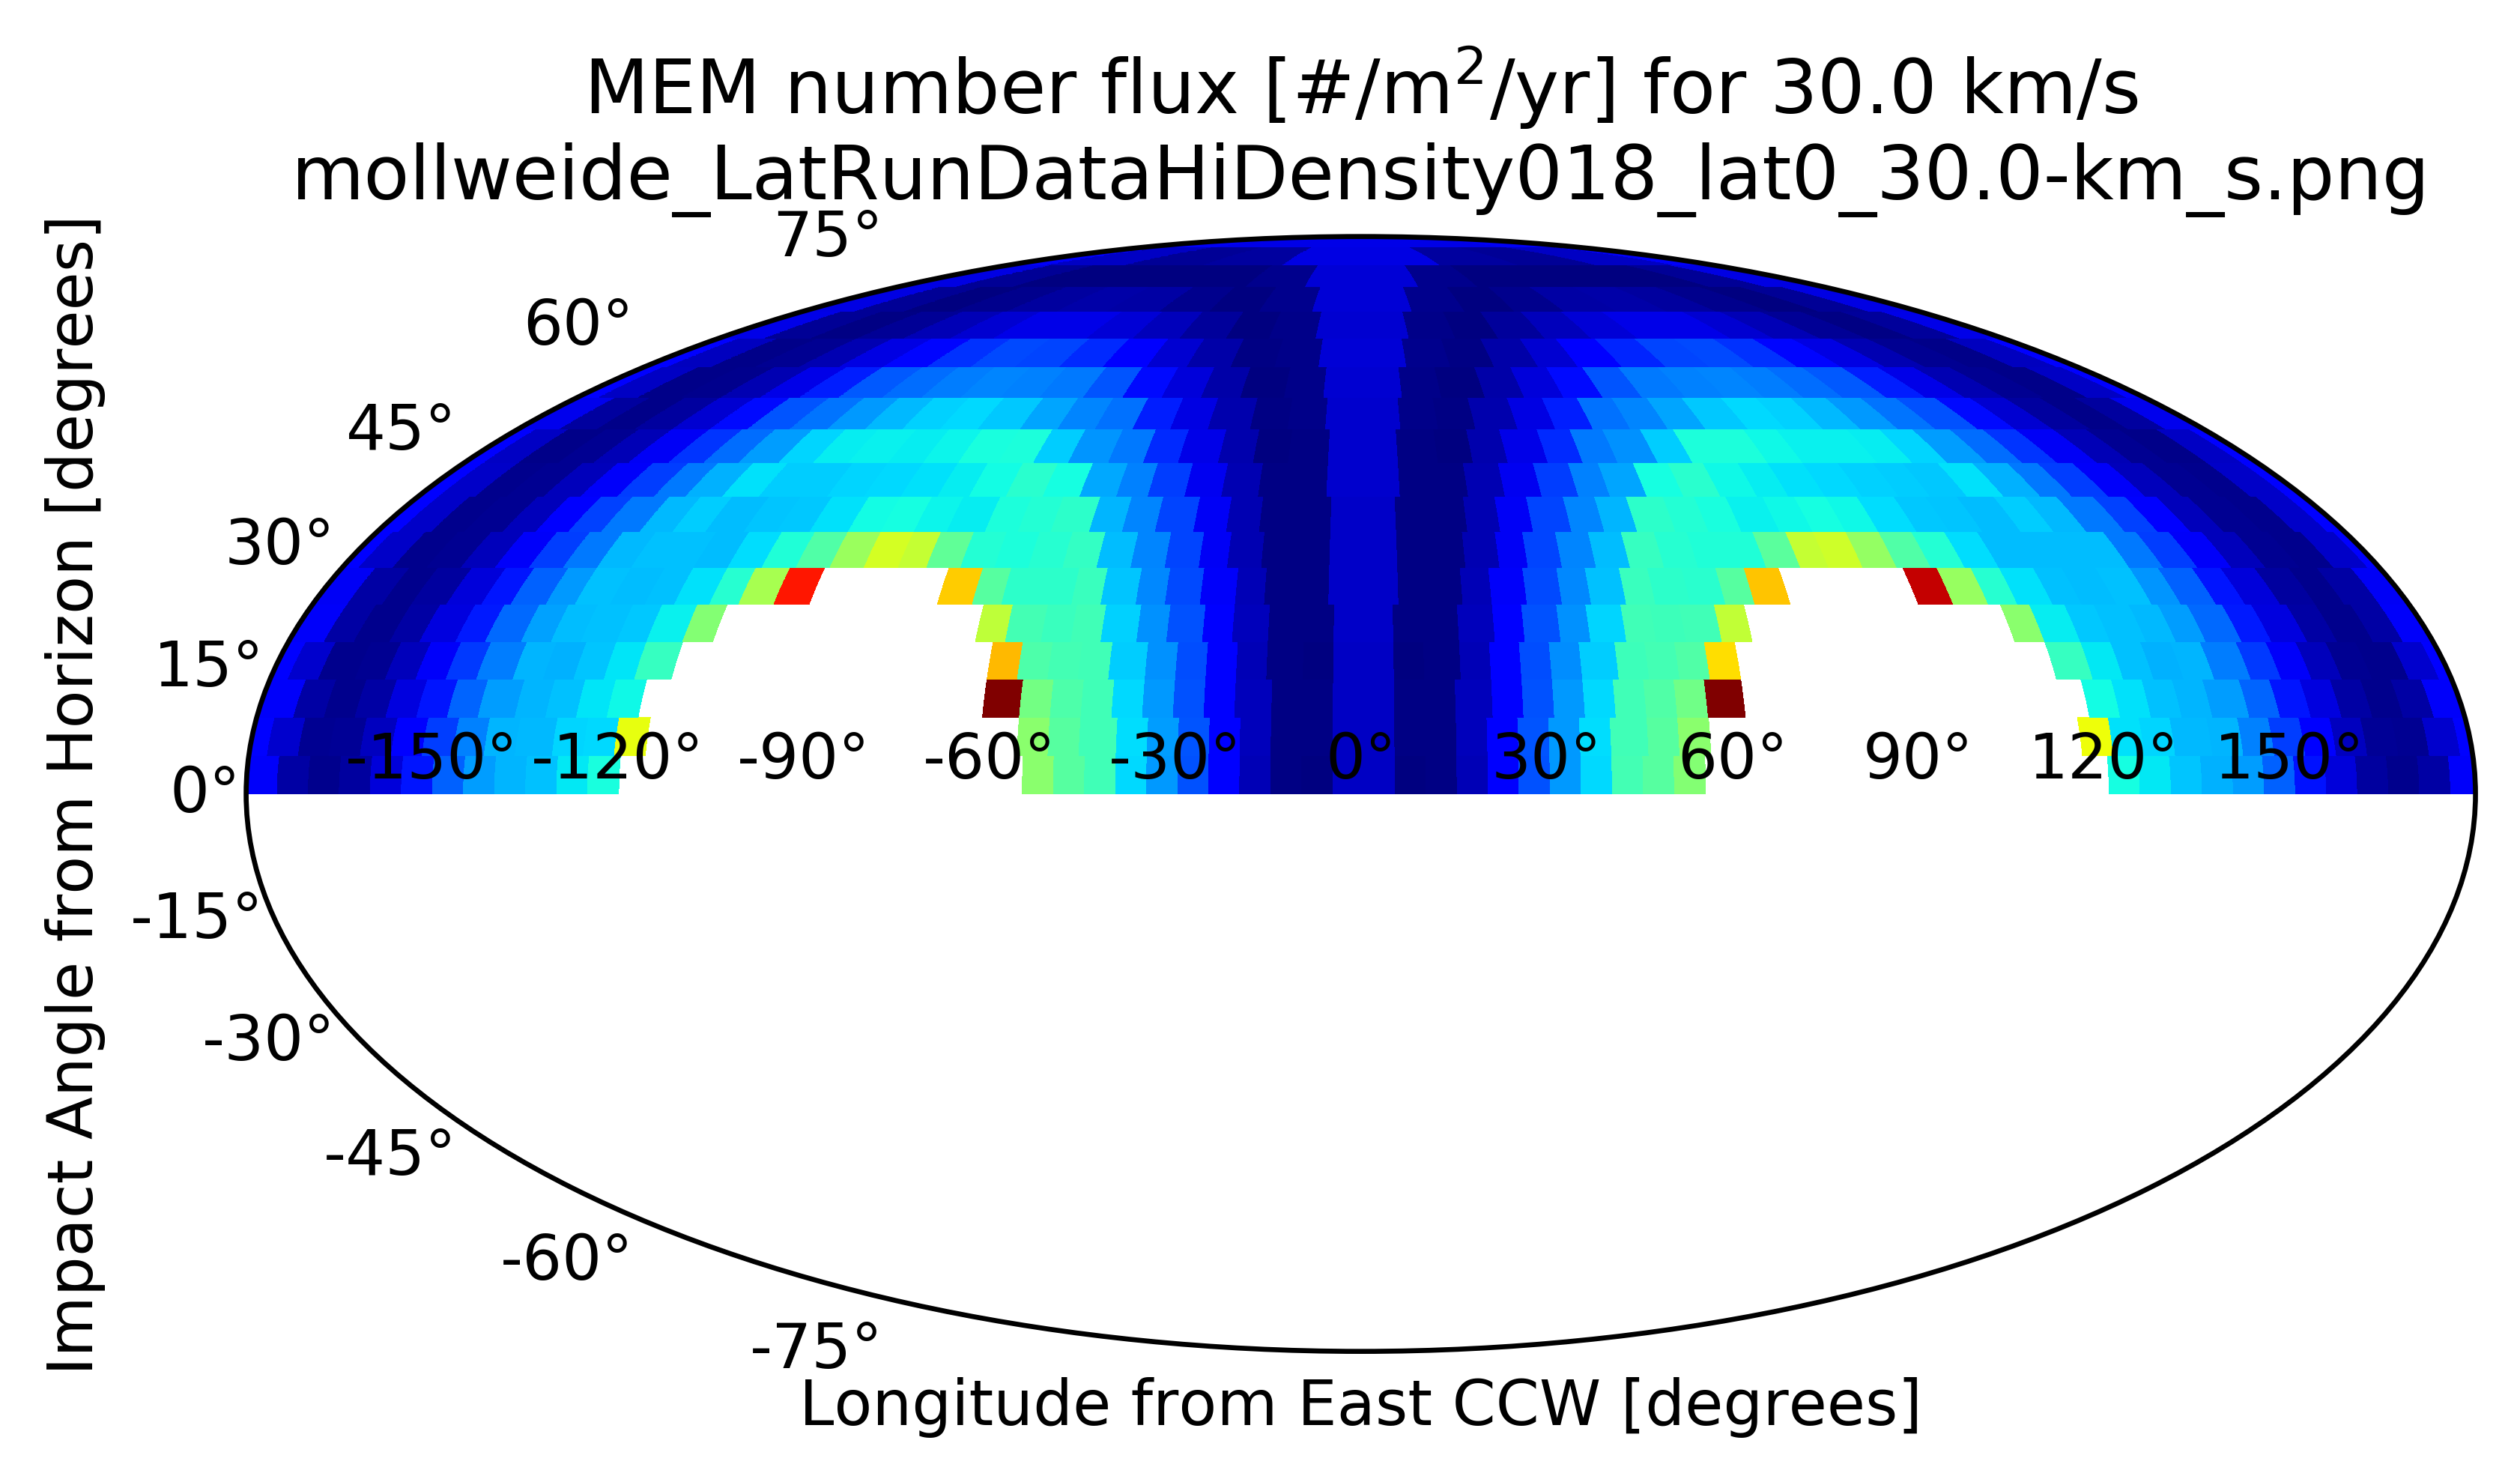 MEM number flux [#/m²/yr] for 30.0 km/s
mollweide_LatRunDataHiDensity018_lat0_30.0-km_s.png
75°
60°
45°
30°
15°
0°
-150° -120° -90° -60° -30° 0° 30° 60° 90° 120° 150°
-15°
-30°
-45°
-60°
-75°
Impact Angle from Horizon [degrees]
Longitude from East CCW [degrees]